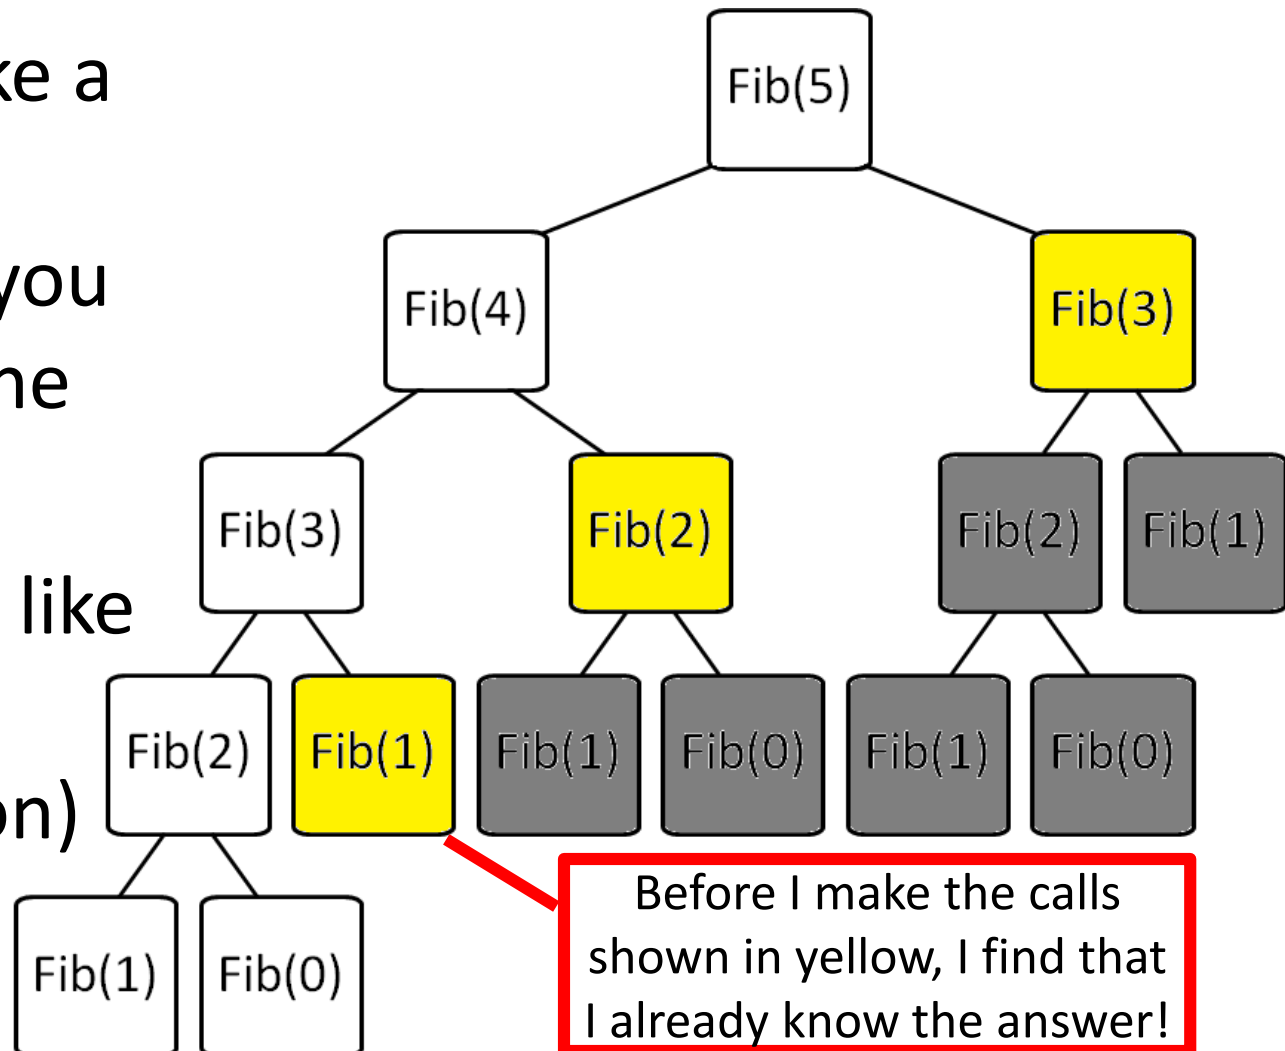 ke a
you
ne
like
on)
Fib(5)
Fib(4)
Fib(3)
Fib(3)
Fib(2)
Fib(2)
Fib(1)
Fib(2)
Fib(1)
Fib(1)
Fib(0)
Fib(1)
Fib(0)
Fib(1)
Fib(0)
Before I make the calls
shown in yellow, I find that
I already know the answer!